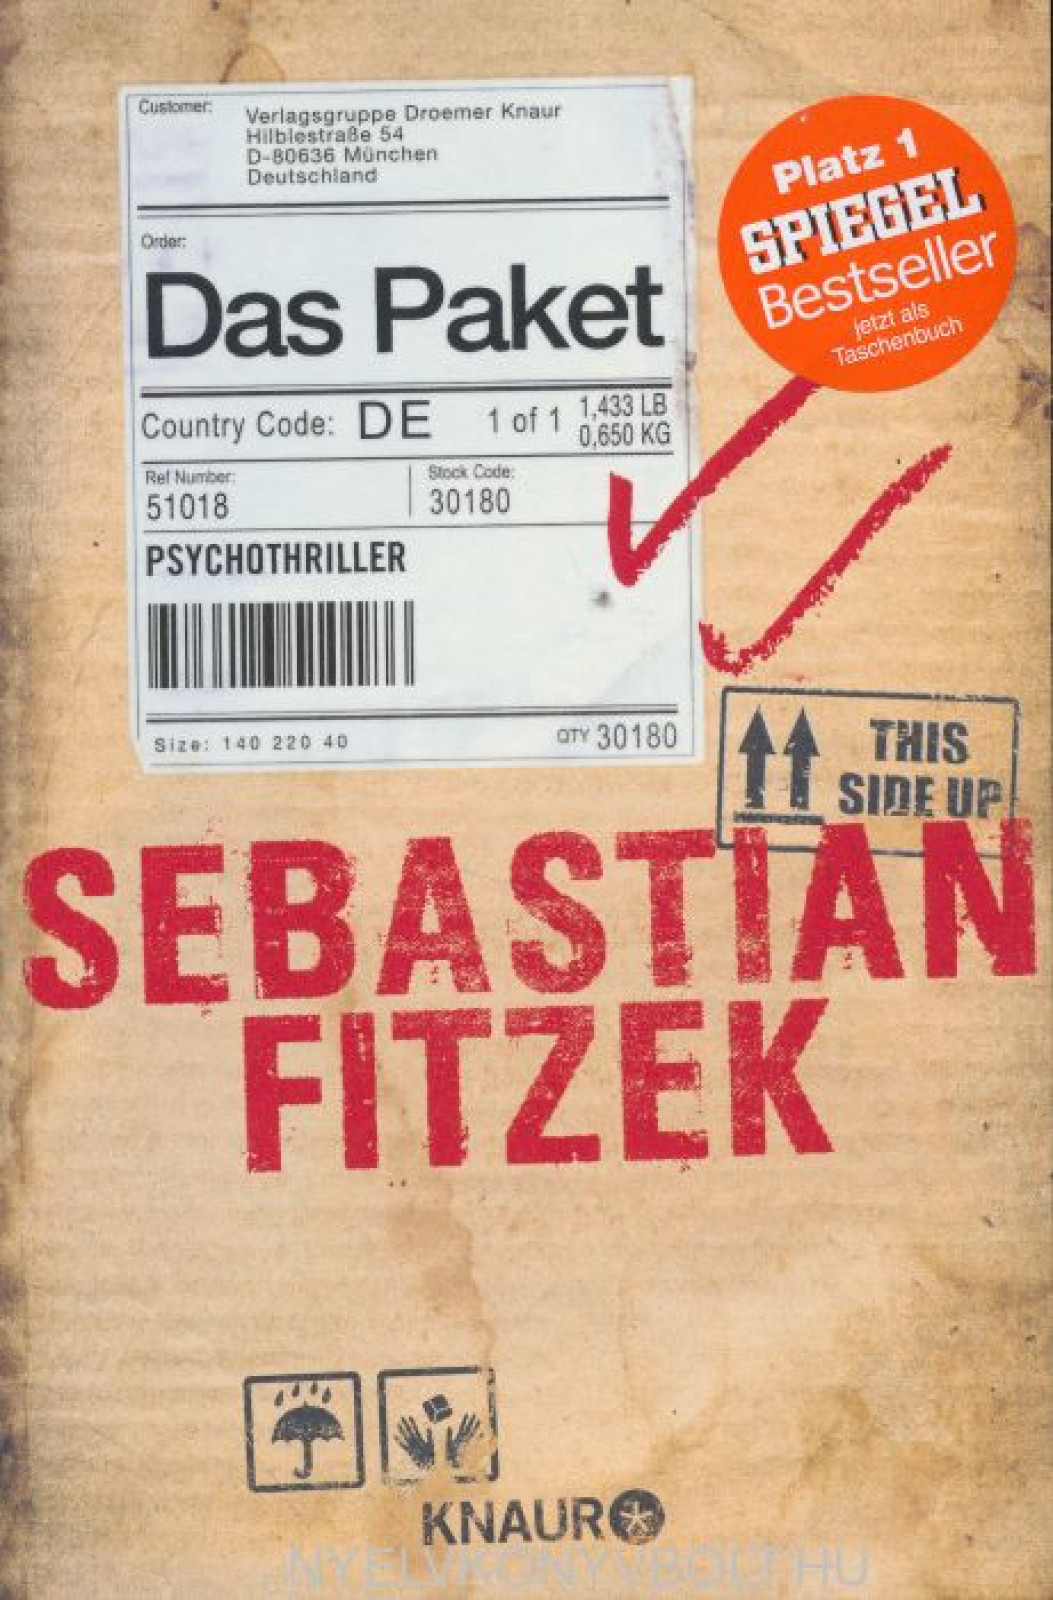 Customer: Verlagsgruppe Droemer Knaur
Hilblestraße 54
D-80636 München
Deutschland
Order:
Das Paket
Country Code: DE 1 of 1 1,433 LB
0,650 KG
Ref Number: 51018
Stock Code: 30180
PSYCHOTHRILLER
Size: 140 220 40
QTY 30180
Platz 1
SPIEGEL
Bestseller
jetzt als
Taschenbuch
THIS
SIDE UP
SEBASTIAN
FITZEK
KNAUR
NYELVKONYVBOLT.HU